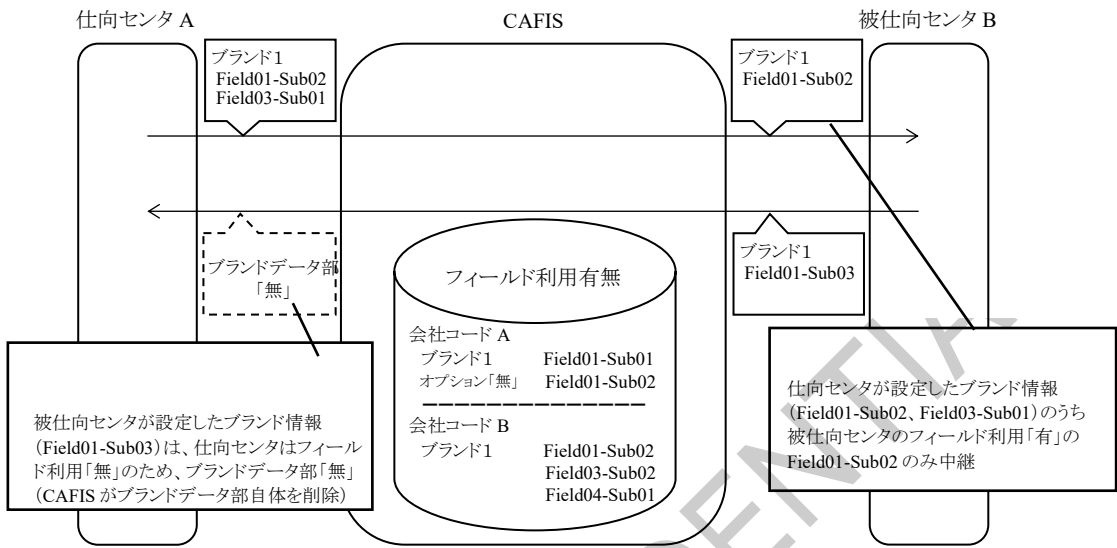 仕向センタ A
CAFIS
被仕向センタ B
ブランド1
Field01-Sub02
Field03-Sub01
ブランド1
Field01-Sub02
ブランドデータ部
「無」
ブランド1
Field01-Sub03
フィールド利用有無
会社コード A
ブランド1 Field01-Sub01
オプション「無」 Field01-Sub02
会社コード B
ブランド1 Field01-Sub02
Field03-Sub02
Field04-Sub01
被仕向センタが設定したブランド情報
(Field01-Sub03)は、仕向センタはフィール
ド利用「無」のため、ブランドデータ部「無」
(CAFIS がブランドデータ部自体を削除)
仕向センタが設定したブランド情報
(Field01-Sub02、Field03-Sub01)のうち
被仕向センタのフィールド利用「有」の
Field01-Sub02 のみ中継